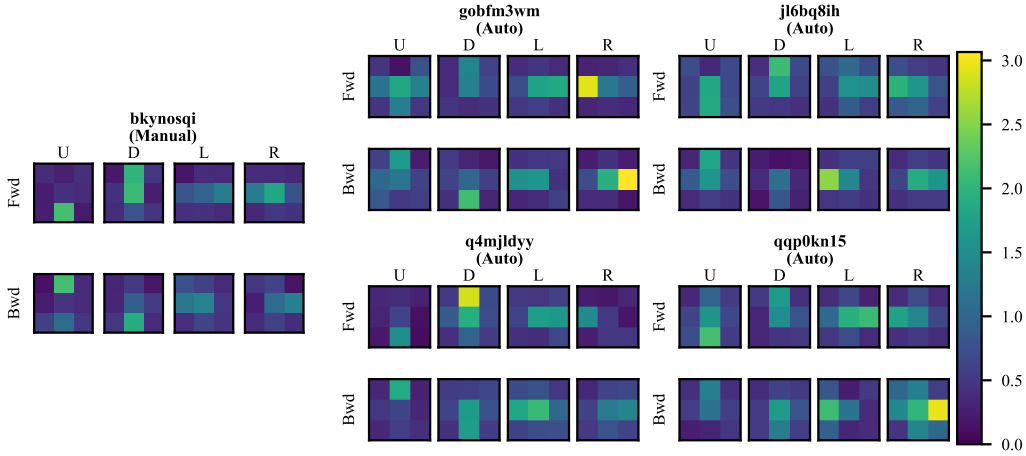 bkynosqi
(Manual)
U D L R
Fwd
Bwd
gobfm3wm
(Auto)
U D L R
Fwd
Bwd
jl6bq8ih
(Auto)
U D L R
Fwd
Bwd
q4mjldyy
(Auto)
U D L R
Fwd
Bwd
qqp0kn15
(Auto)
U D L R
Fwd
Bwd
3.0
2.5
2.0
1.5
1.0
0.5
0.0